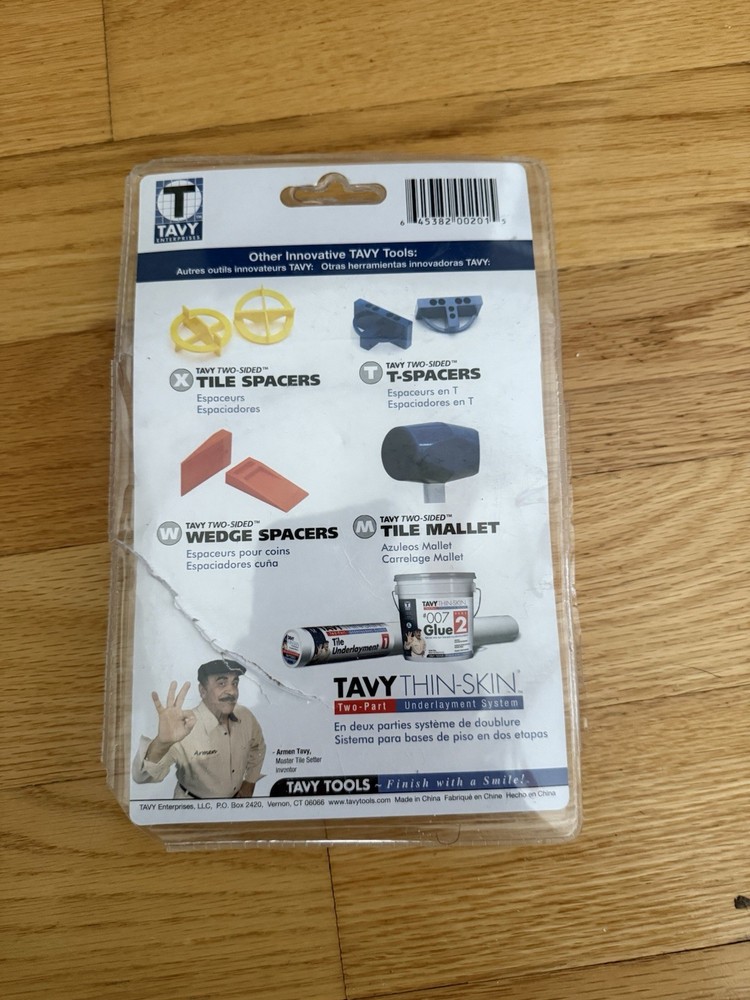 T
TAVY
ENTERPRISES
6 45382 00201 5
Other Innovative TAVY Tools:
Autres outils innovateurs TAVY: Otras herramientas innovadoras TAVY:
X TAVY TWO-SIDED™
TILE SPACERS
Espaceurs
Espaciadores
T TAVY TWO-SIDED™
T-SPACERS
Espaceurs en T
Espaciadores en T
W TAVY TWO-SIDED™
WEDGE SPACERS
Espaceurs pour coins
Espaciadores cuña
M TAVY TWO-SIDED™
TILE MALLET
Azuleos Mallet
Carrelage Mallet
Tile
Underlayment 1
TAVY THIN-SKIN
#007
Glue 2
TAVY THIN-SKIN™
Two-Part Underlayment System
En deux parties système de doublure
Sistema para bases de piso en dos etapas
- Armen Tavy,
Master Tile Setter
Inventor
TAVY TOOLS ~ Finish with a Smile!
TAVY Enterprises, LLC, P.O. Box 2420, Vernon, CT 06066 www.tavytools.com Made in China Fabriqué en Chine Hecho en China